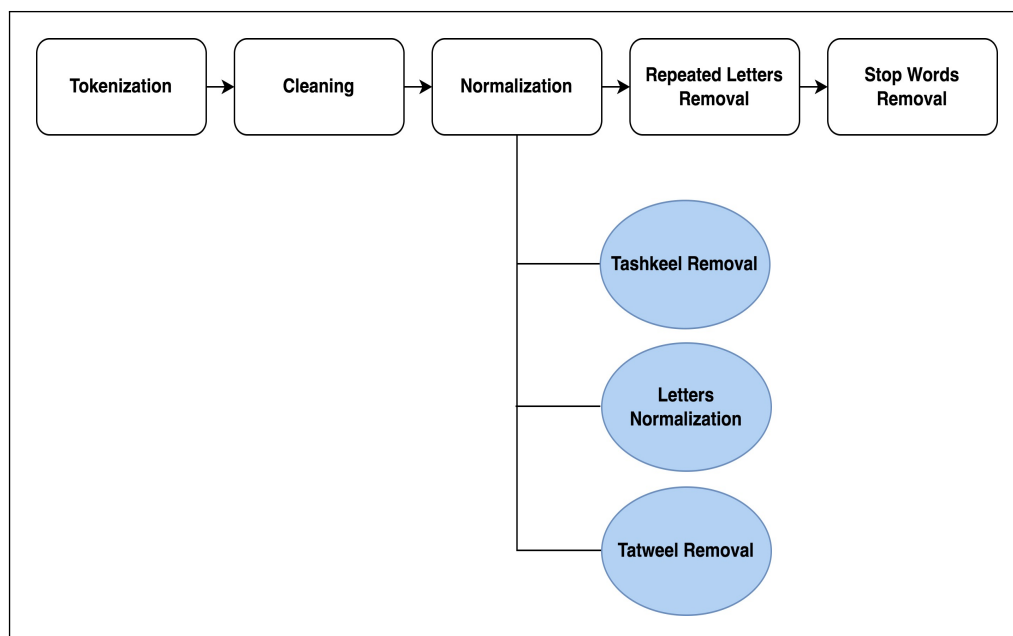 Tokenization
Cleaning
Normalization
Repeated Letters
Removal
Stop Words
Removal
Tashkeel Removal
Letters
Normalization
Tatweel Removal